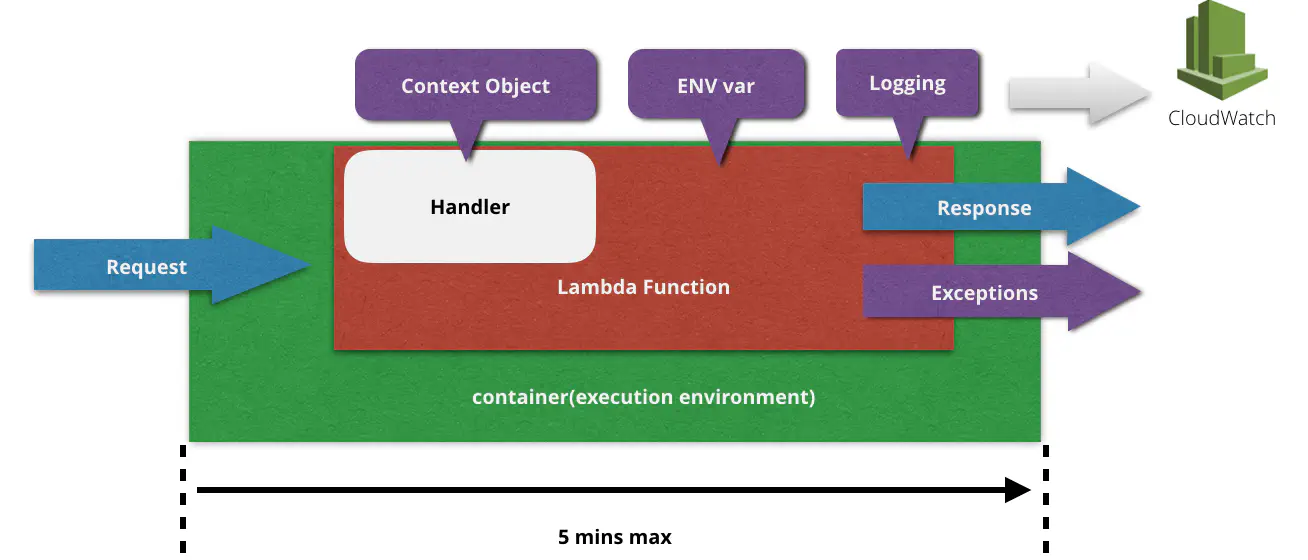 Context Object
ENV var
Logging
CloudWatch
Handler
Response
Request
Lambda Function
Exceptions
container(execution environment)
5 mins max